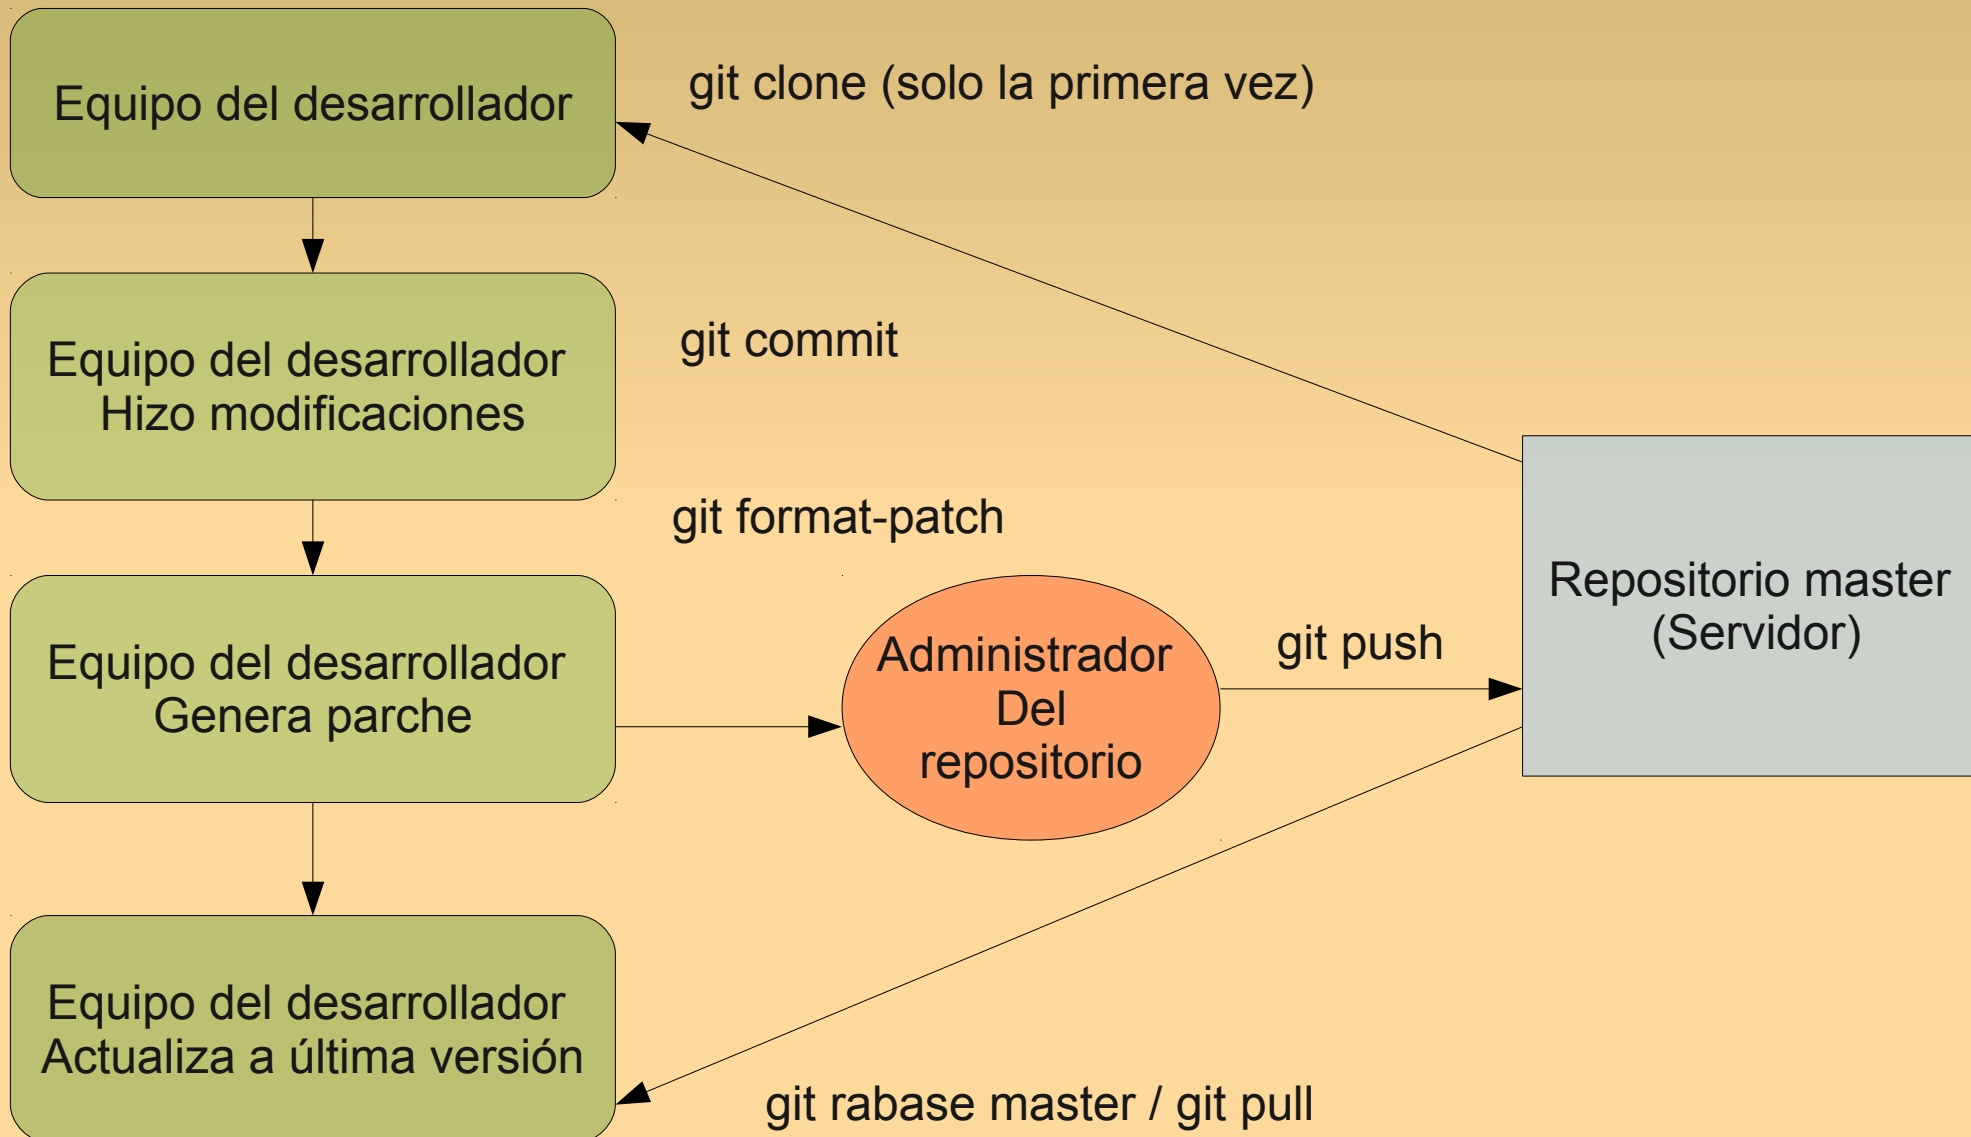 Equipo del desarrollador
git clone (solo la primera vez)
Equipo del desarrollador
Hizo modificaciones
git commit
git format-patch
Equipo del desarrollador
Genera parche
Administrador
Del
repositorio
git push
Repositorio master
(Servidor)
Equipo del desarrollador
Actualiza a última versión
git rabase master / git pull